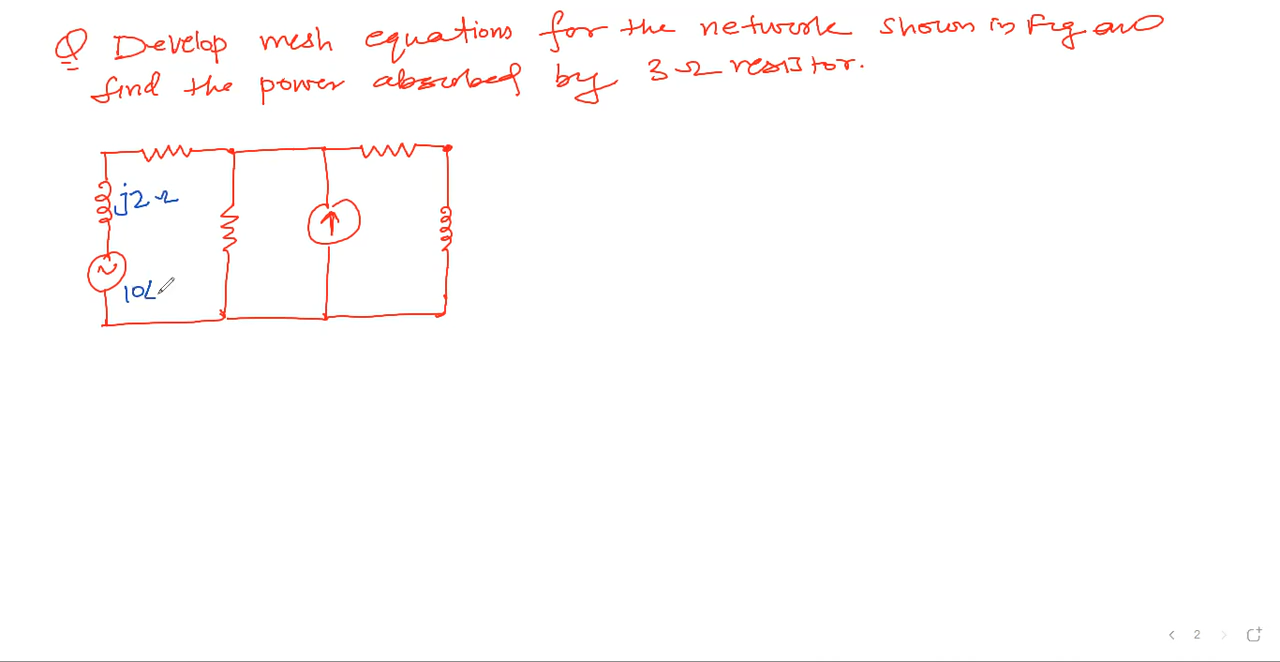 Q Develop mesh equations for the network shown in Fig and
find the power absorbed by 3Ω resistor.
j2Ω
10∠
2